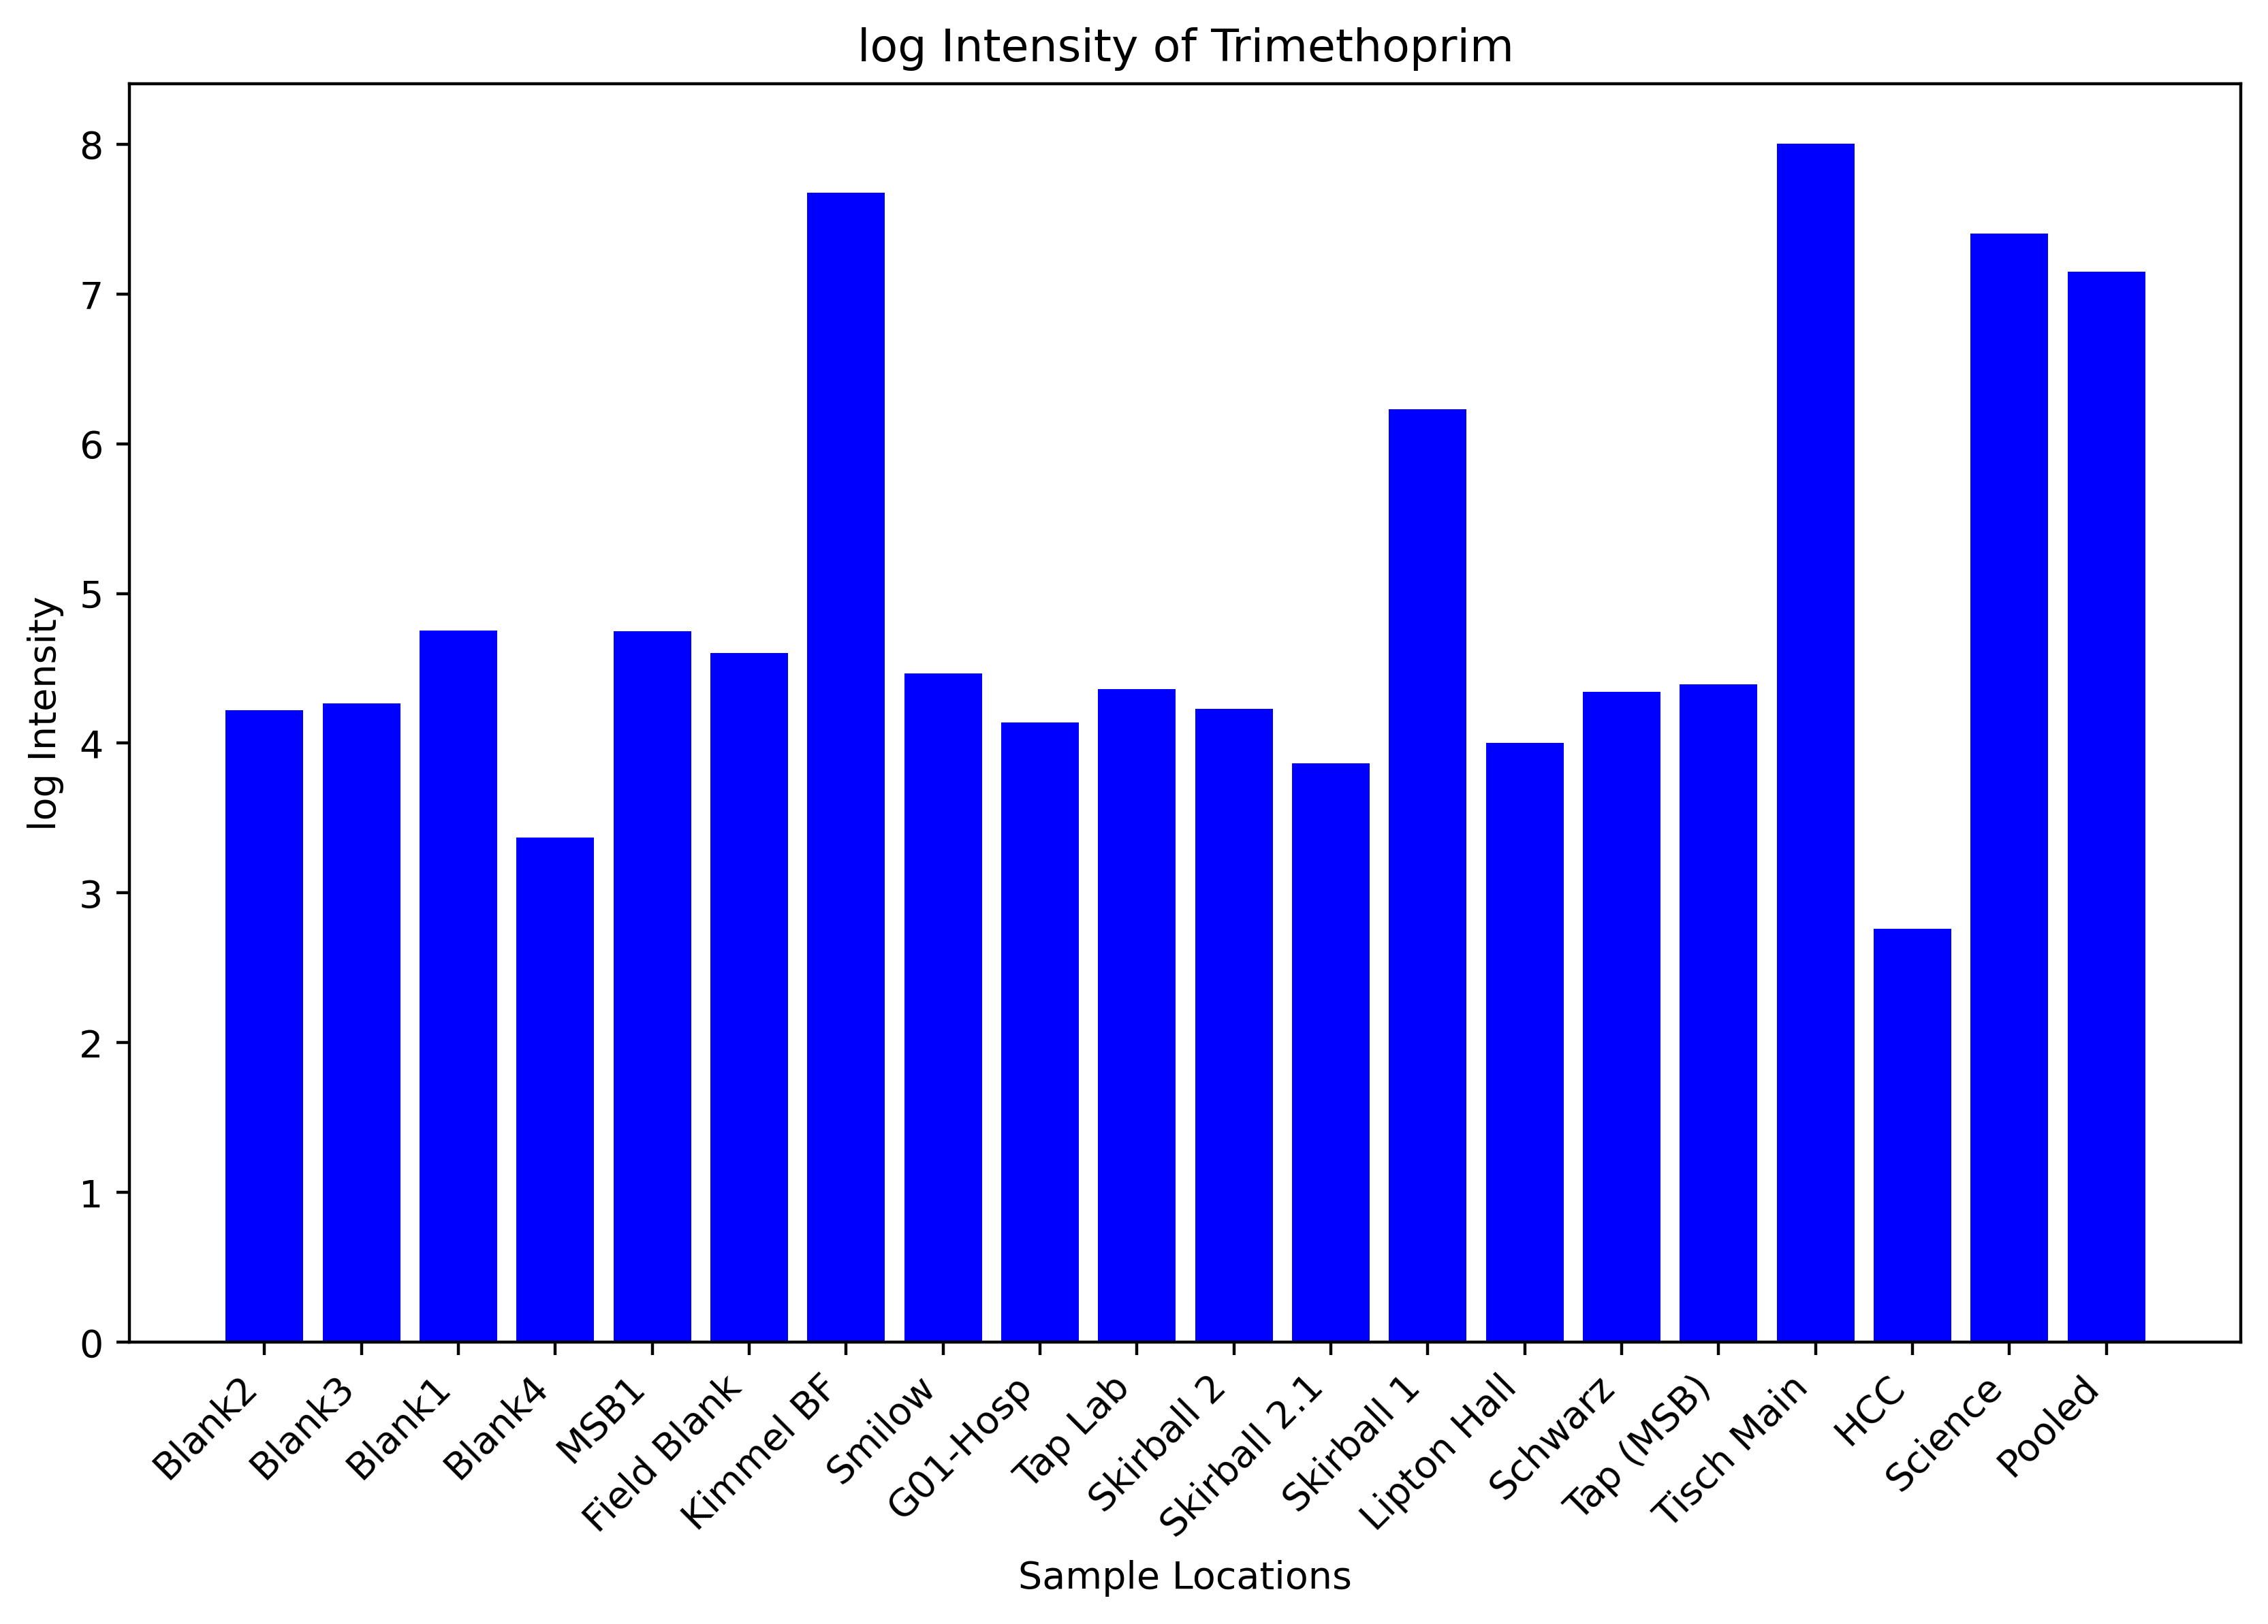 log Intensity of Trimethoprim
log Intensity
8
7
6
5
4
3
2
1
0
Blank2
Blank3
Blank1
Blank4
MSB1
Field Blank
Kimmel BF
Smilow
G01-Hosp
Tap Lab
Skirball 2
Skirball 2.1
Skirball 1
Lipton Hall
Schwarz
Tap (MSB)
Tisch Main
HCC
Science
Pooled
Sample Locations